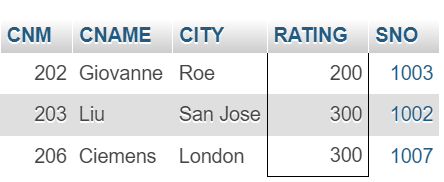 CNM CNAME CITY RATING SNO
202 Giovanne Roe 200 1003
203 Liu San Jose 300 1002
206 Ciemens London 300 1007